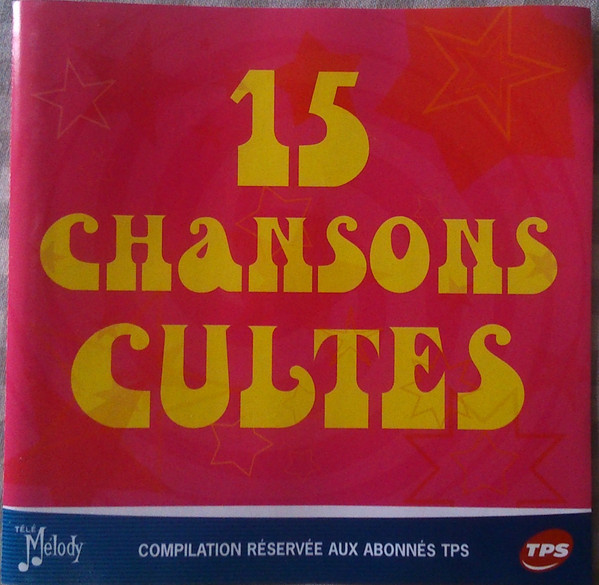 15
CHANSONS
CULTES
TÉLÉ
Melody
COMPILATION RÉSERVÉE AUX ABONNÉS TPS
TPS